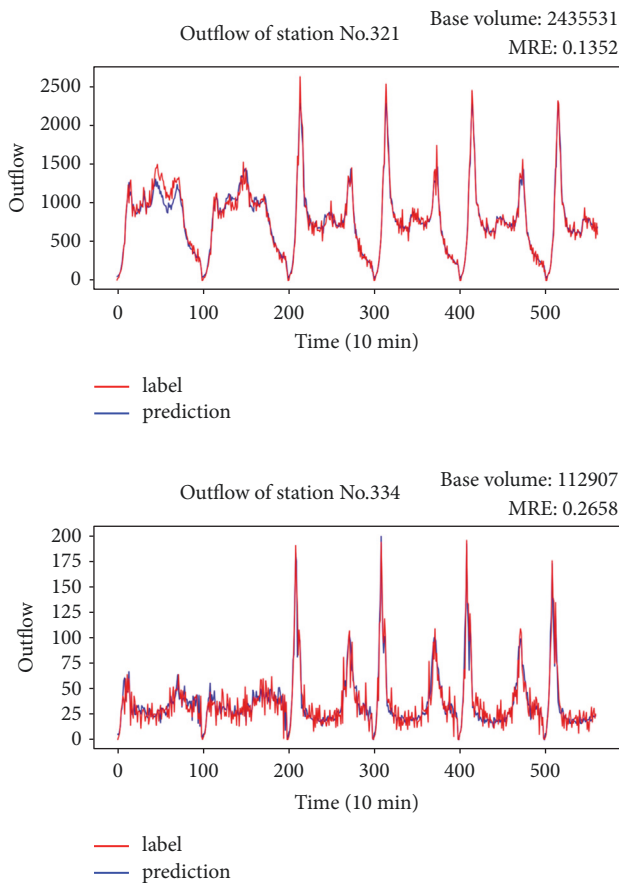 Outflow of station No.321
Base volume: 2435531
MRE: 0.1352
2500
2000
1500
1000
500
0
Outflow
0 100 200 300 400 500
Time (10 min)
label
prediction
Outflow of station No.334
Base volume: 112907
MRE: 0.2658
200
175
150
125
100
75
50
25
0
Outflow
0 100 200 300 400 500
Time (10 min)
label
prediction